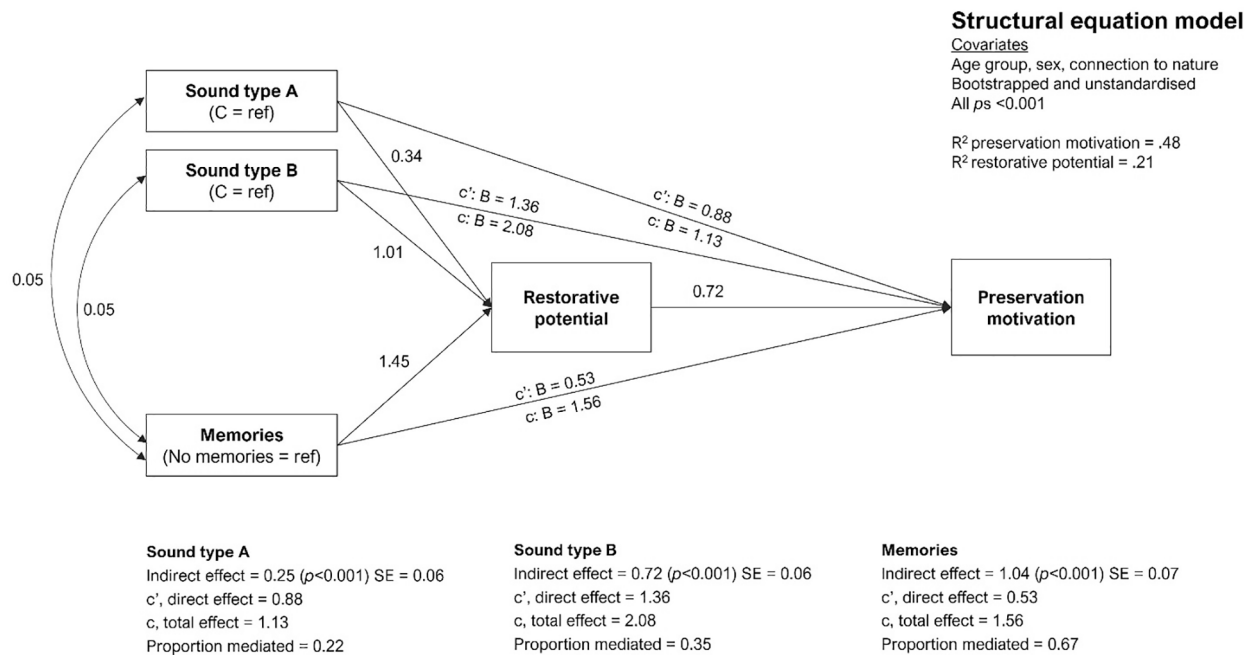 Structural equation model
Covariates
Age group, sex, connection to nature
Bootstrapped and unstandardised
All ps <0.001
R² preservation motivation = .48
R² restorative potential = .21
Sound type A
(C = ref)
Sound type B
(C = ref)
0.34
1.01
c’: B = 1.36
c: B = 2.08
c’: B = 0.88
c: B = 1.13
0.05
0.05
Restorative
potential
0.72
Preservation
motivation
1.45
c’: B = 0.53
c: B = 1.56
Memories
(No memories = ref)
Sound type A
Indirect effect = 0.25 (p<0.001) SE = 0.06
c’, direct effect = 0.88
c, total effect = 1.13
Proportion mediated = 0.22
Sound type B
Indirect effect = 0.72 (p<0.001) SE = 0.06
c’, direct effect = 1.36
c, total effect = 2.08
Proportion mediated = 0.35
Memories
Indirect effect = 1.04 (p<0.001) SE = 0.07
c’, direct effect = 0.53
c, total effect = 1.56
Proportion mediated = 0.67